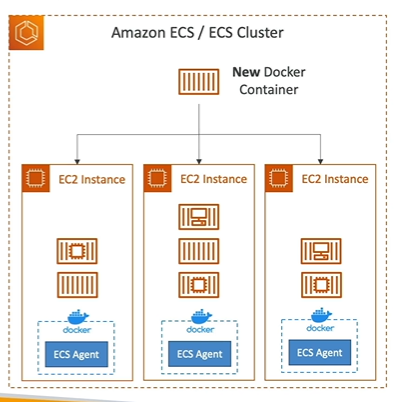 Amazon ECS / ECS Cluster
New Docker
Container
EC2 Instance
EC2 Instance
EC2 Instance
docker
docker
docker
ECS Agent
ECS Agent
ECS Agent